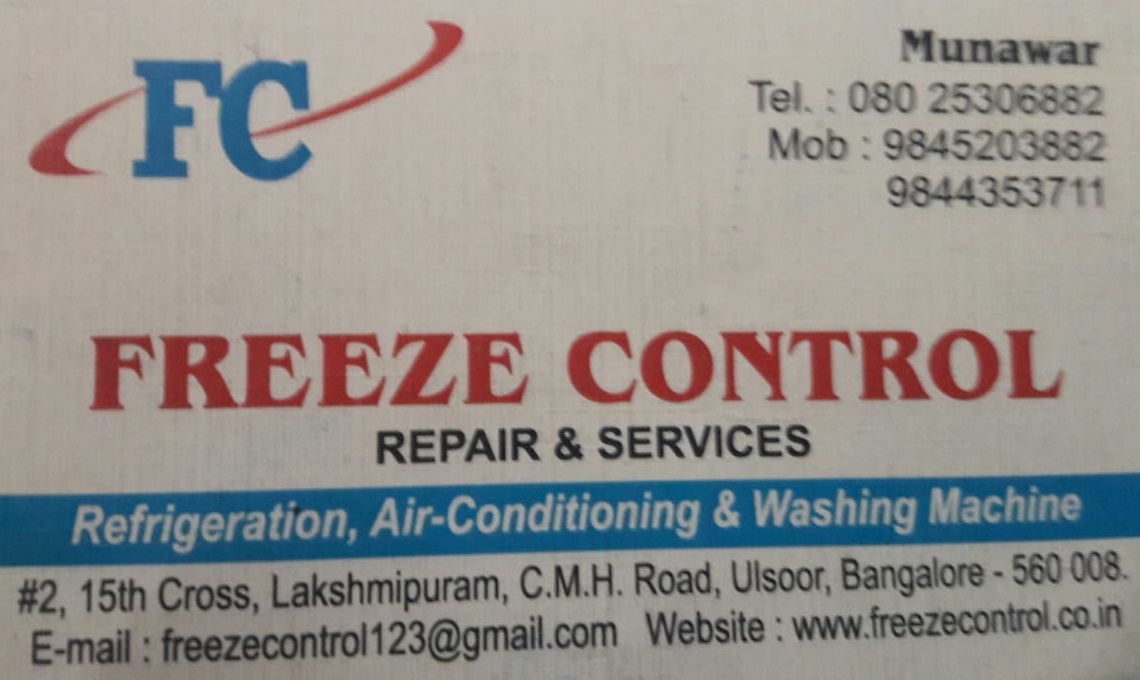 FC
Munawar
Tel. : 080 25306882
Mob : 9845203882
9844353711
FREEZE CONTROL
REPAIR & SERVICES
Refrigeration, Air-Conditioning & Washing Machine
#2, 15th Cross, Lakshmipuram, C.M.H. Road, Ulsoor, Bangalore - 560 008.
E-mail : freezecontrol123@gmail.com Website : www.freezecontrol.co.in